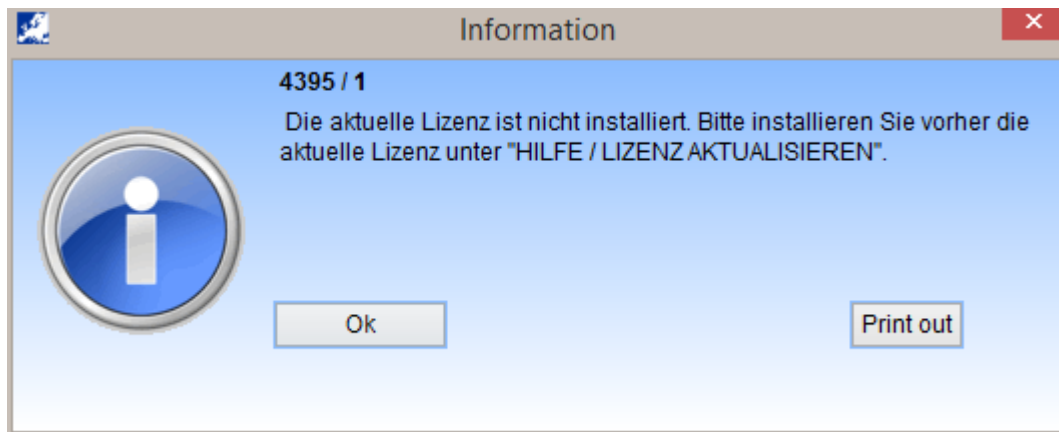 Information
4395 / 1
Die aktuelle Lizenz ist nicht installiert. Bitte installieren Sie vorher die
aktuelle Lizenz unter "HILFE / LIZENZ AKTUALISIEREN".
Ok
Print out